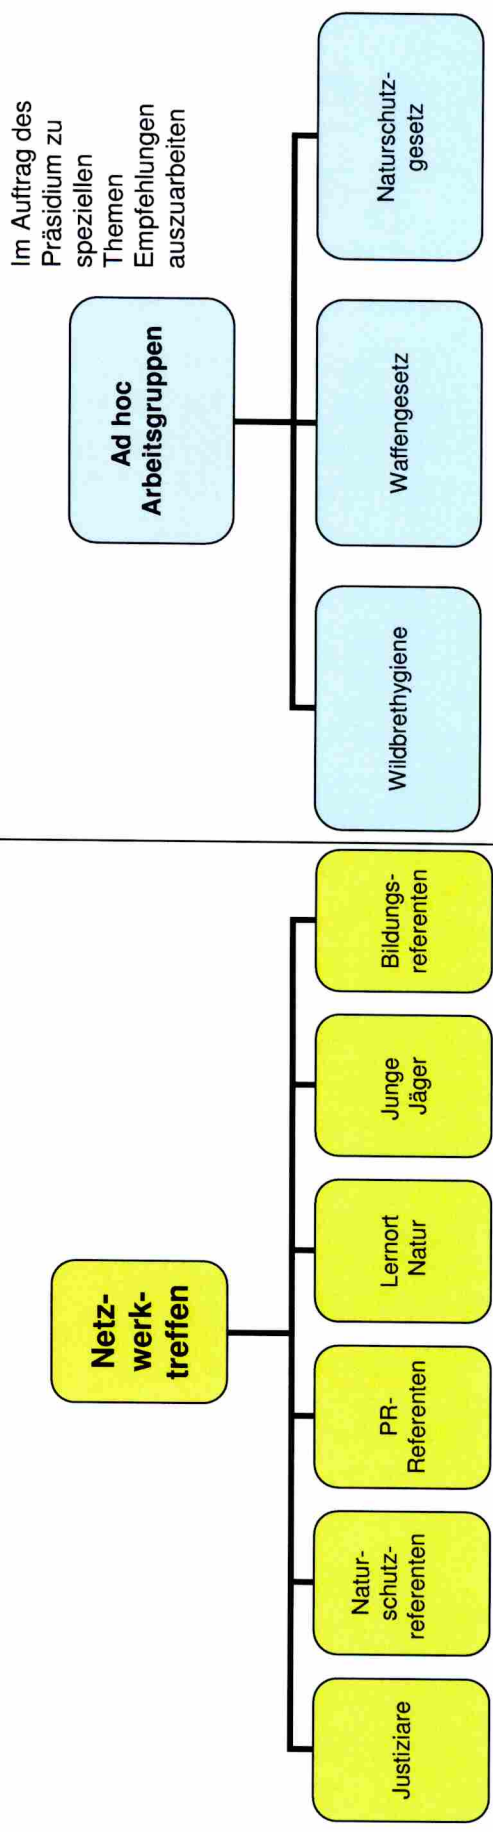 Netz-
werk-
treffen
Justiziare
Natur-
schutz-
referenten
PR-
Referenten
Lernort
Natur
Junge
Jäger
Bildungs-
referenten
Ad hoc
Arbeitsgruppen
Im Auftrag des
Präsidium zu
speziellen
Themen
Empfehlungen
auszuarbeiten
Wildbrethygiene
Waffengesetz
Naturschutz-
gesetz